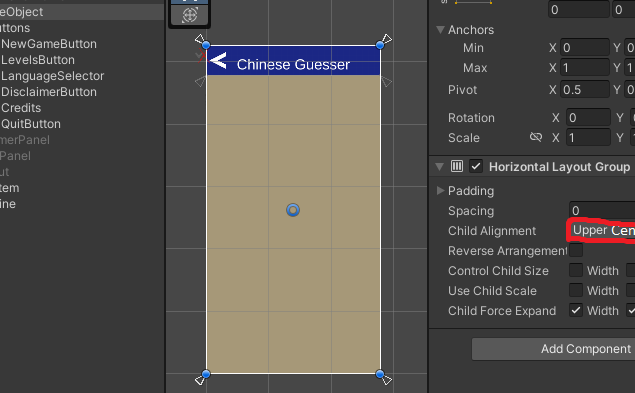 eObject
uttons
NewGameButton
LevelsButton
LanguageSelector
DisclaimerButton
Credits
QuitButton
merPanel
Panel
ut
tem
ine
Chinese Guesser
0 0
Anchors
Min X 0 Y 0
Max X 1 Y 1
Pivot X 0.5 Y 0
Rotation X 0 Y
Scale X 1 Y
Horizontal Layout Group
Padding
Spacing 0
Child Alignment Upper Cen
Reverse Arrangement
Control Child Size Width
Use Child Scale Width
Child Force Expand Width
Add Component